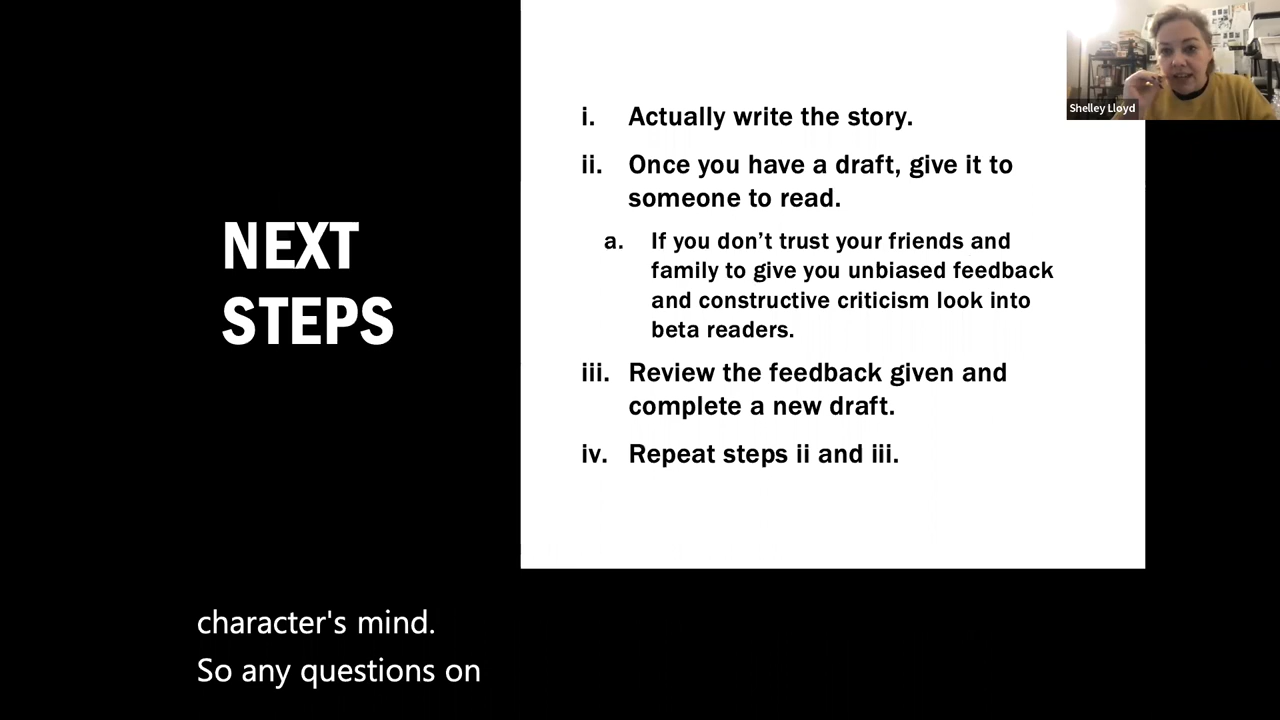 NEXT
STEPS
i. Actually write the story.
ii. Once you have a draft, give it to
someone to read.
a. If you don’t trust your friends and
family to give you unbiased feedback
and constructive criticism look into
beta readers.
iii. Review the feedback given and
complete a new draft.
iv. Repeat steps ii and iii.
Shelley Lloyd
character's mind.
So any questions on